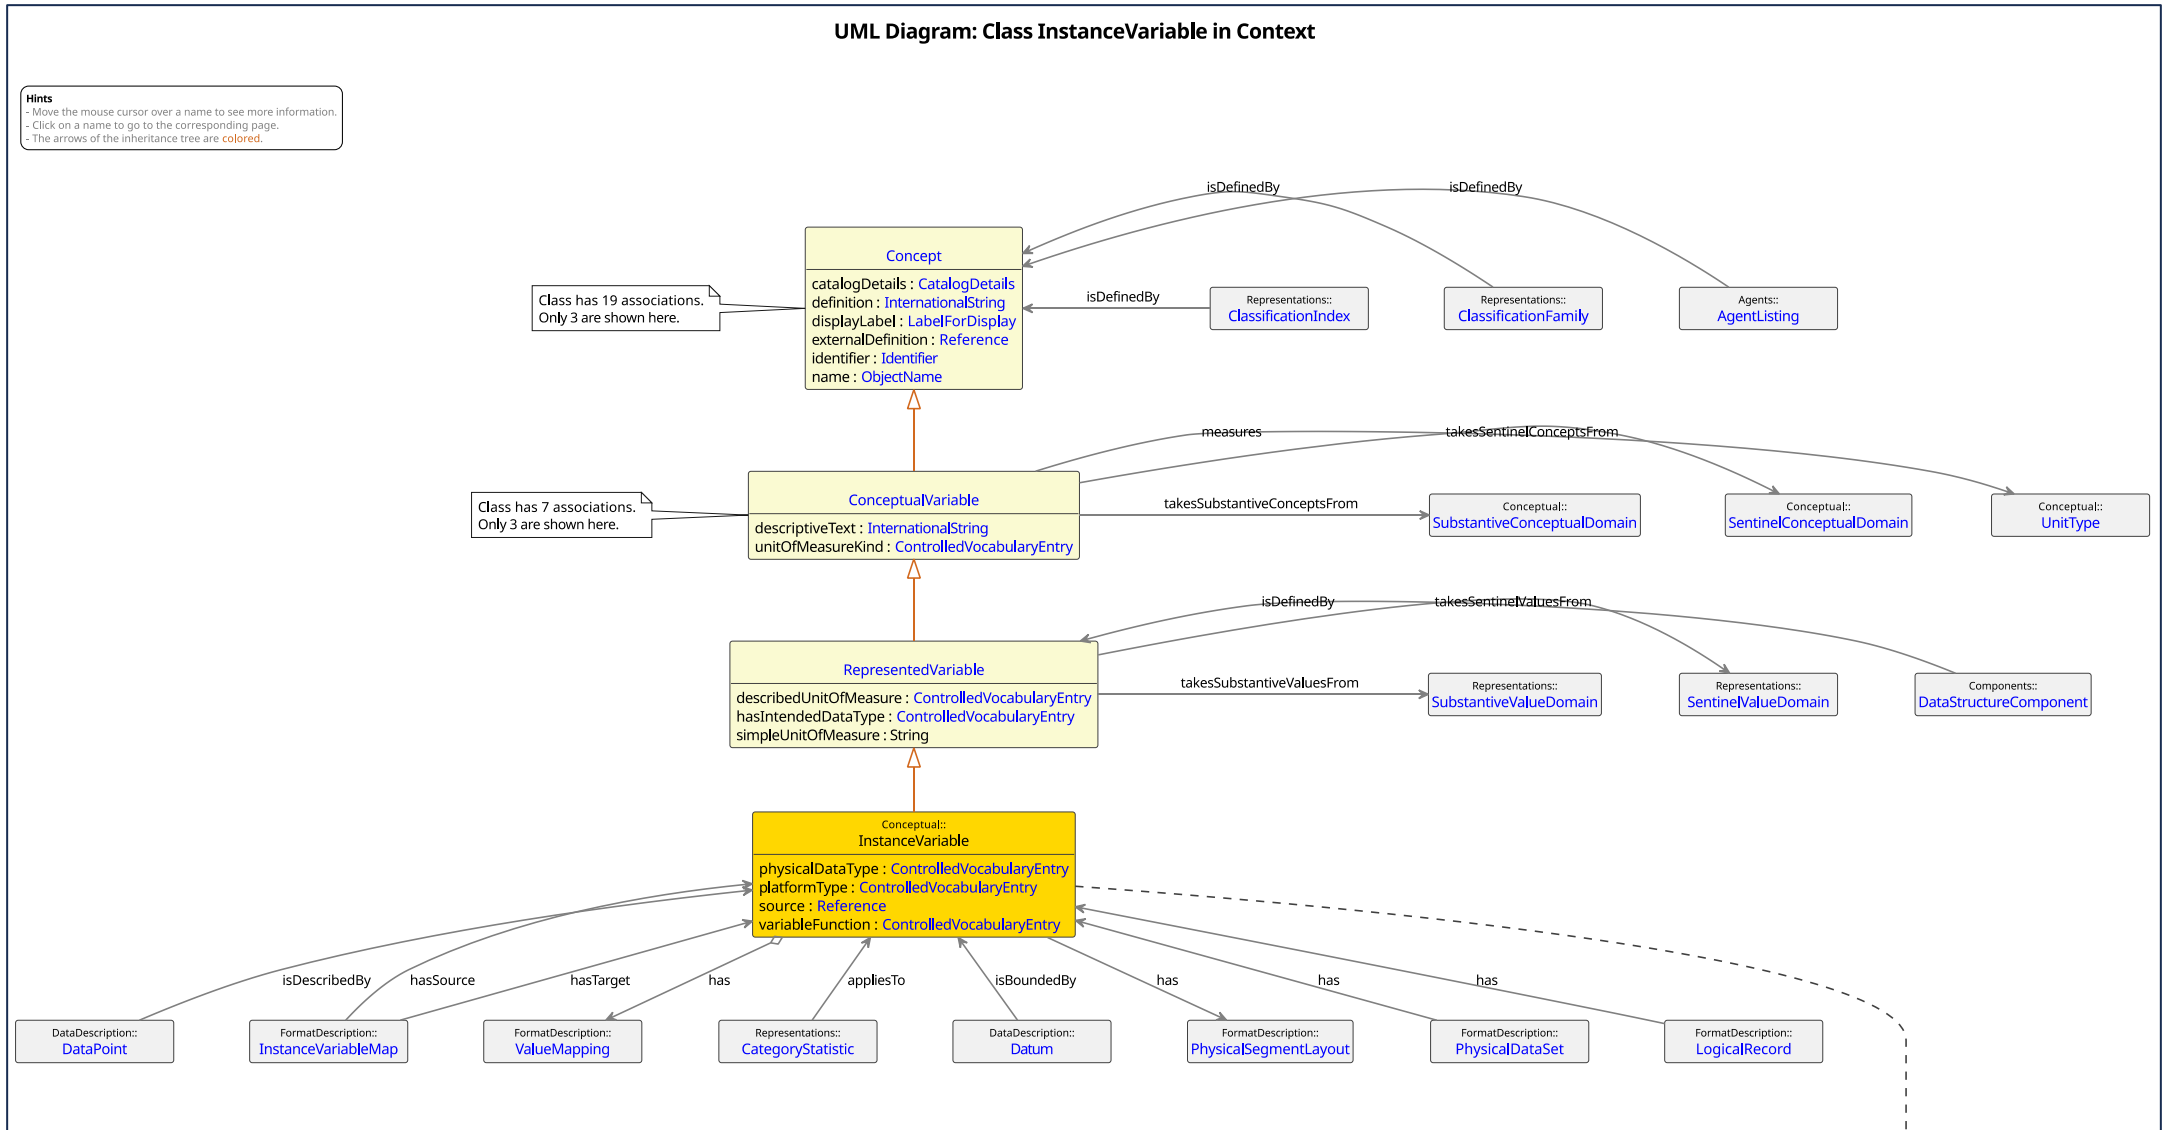 UML Diagram: Class InstanceVariable in Context
Hints
- Move the mouse cursor over a name to see more information.
- Click on a name to go to the corresponding page.
- The arrows of the inheritance tree are colored.
isDefinedBy
isDefinedBy
Concept
catalogDetails : CatalogDetails
definition : InternationalString
displayLabel : LabelForDisplay
externalDefinition : Reference
identifier : Identifier
name : ObjectName
Class has 19 associations.
Only 3 are shown here.
isDefinedBy
Representations::
ClassificationIndex
Representations::
ClassificationFamily
Agents::
AgentListing
measures
takesSentinelConceptsFrom
Class has 7 associations.
Only 3 are shown here.
ConceptualVariable
descriptiveText : InternationalString
unitOfMeasureKind : ControlledVocabularyEntry
takesSubstantiveConceptsFrom
Conceptual::
SubstantiveConceptualDomain
Conceptual::
SentinelConceptualDomain
Conceptual::
UnitType
isDefinedBy
takesSentinelValuesFrom
RepresentedVariable
describedUnitOfMeasure : ControlledVocabularyEntry
hasIntendedDataType : ControlledVocabularyEntry
simpleUnitOfMeasure : String
takesSubstantiveValuesFrom
Representations::
SubstantiveValueDomain
Representations::
SentinelValueDomain
Components::
DataStructureComponent
Conceptual::
InstanceVariable
physicalDataType : ControlledVocabularyEntry
platformType : ControlledVocabularyEntry
source : Reference
variableFunction : ControlledVocabularyEntry
isDescribedBy
hasSource
hasTarget
has
appliesTo
isBoundedBy
has
has
has
DataDescription::
DataPoint
FormatDescription::
InstanceVariableMap
FormatDescription::
ValueMapping
Representations::
CategoryStatistic
DataDescription::
Datum
FormatDescription::
PhysicalSegmentLayout
FormatDescription::
PhysicalDataSet
FormatDescription::
LogicalRecord